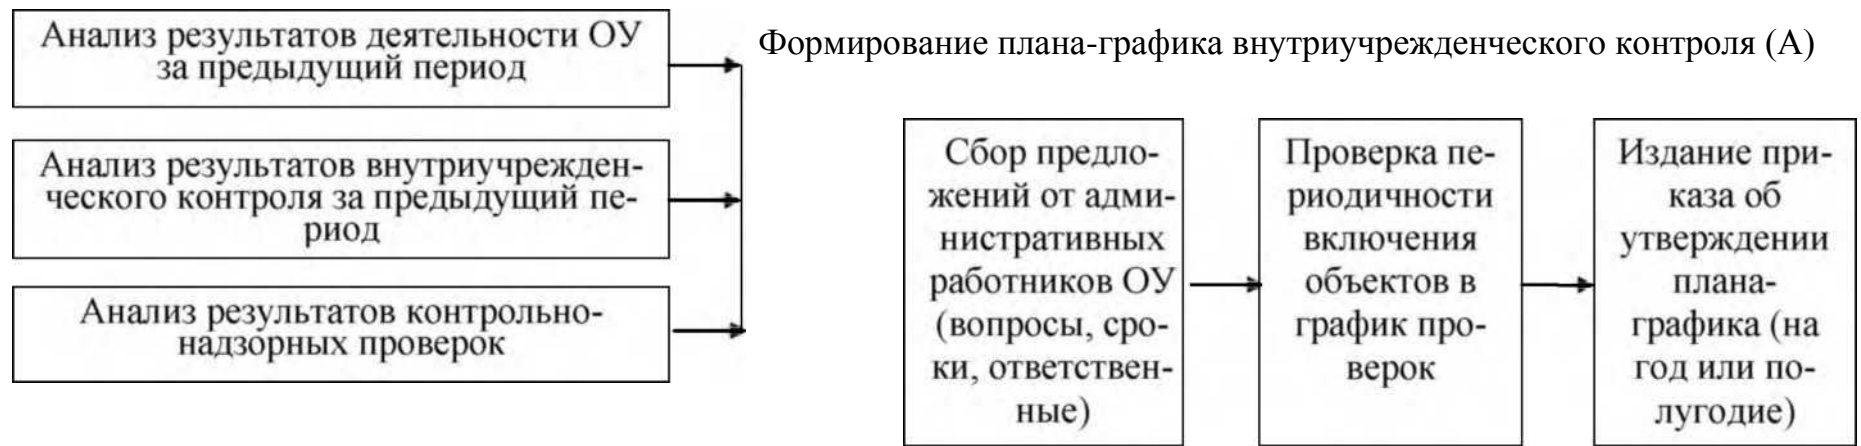 Анализ результатов деятельности ОУ
за предыдущий период
Формирование плана-графика внутриучрежденческого контроля (А)
Анализ результатов внутриучрежден-
ческого контроля за предыдущий пе-
риод
Анализ результатов контрольно-
надзорных проверок
Сбор предло-
жений от адми-
нистративных
работников ОУ
(вопросы, сро-
ки, ответствен-
ные)
Проверка пе-
риодичности
включения
объектов в
график про-
верок
Издание при-
каза об
утверждении
плана-
графика (на
год или по-
лугодие)